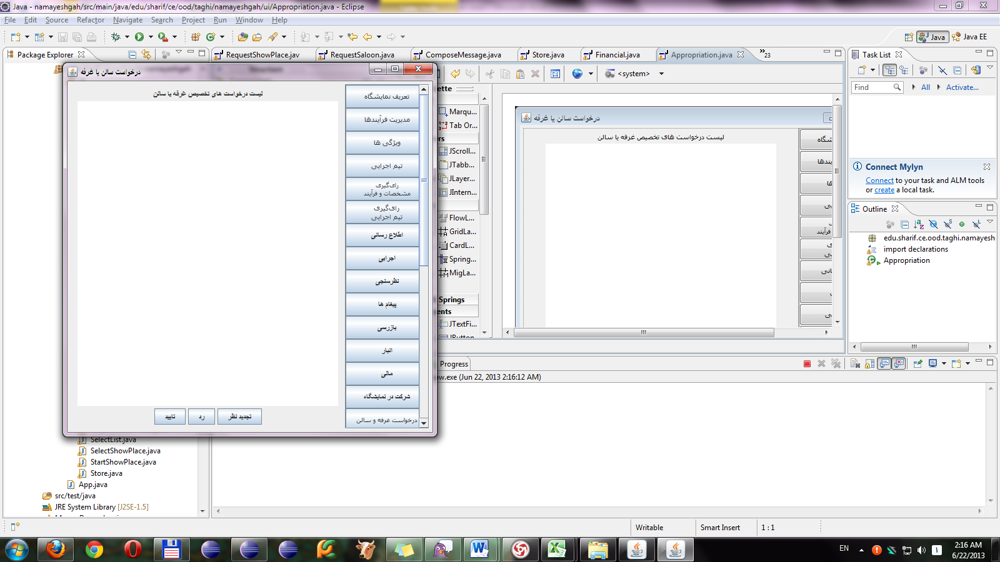 Java - namayeshgah/src/main/java/edu/sharif/ce/ood/taghi/namayeshgah/ui/Appropriation.java - Eclipse
File Edit Source Refactor Navigate Search Project Run Window Help
Java
Java EE
Package Explorer
RequestShowPlace.jav
RequestSaloon.java
ComposeMessage.java
Store.java
Financial.java
Appropriation.java
»23
Task List
درخواست سالن یا غرفه
لیست درخواست های تخصیص غرفه یا سالن
تعریف نمایشگاه
مدیریت فرآیندها
ویژگی ها
تیم اجرایی
رای‌گیری
مشخصات و فرآیند
رای‌گیری
تیم اجرایی
اطلاع رسانی
اجرایی
نظرسنجی
پیغام ها
بازرسی
انبار
مالی
شرکت در نمایشگاه
درخواست غرفه و سالن
تایید
رد
تجدید نظر
<system>
ette
Marqu...
Tab Or...
ers
JScroll...
JTabb...
JLayer...
JIntern...
FlowL...
GridLa...
CardL...
Spring...
MigLa...
Springs
ents
JTextFi...
JButton
درخواست سالن یا غرفه
لیست درخواست های تخصیص غرفه یا سالن
شگاه
یندها
ها
یی
فرآیند
ی
یی
انی
ی
Find
All
Activate...
Connect Mylyn
Connect to your task and ALM tools
or create a local task.
Outline
edu.sharif.ce.ood.taghi.namayesh
import declarations
Appropriation
Progress
w.exe (Jun 22, 2013 2:16:12 AM)
SelectList.java
SelectShowPlace.java
StartShowPlace.java
Store.java
App.java
src/test/java
JRE System Library [J2SE-1.5]
Writable
Smart Insert
1 : 1
EN
2:16 AM
6/22/2013